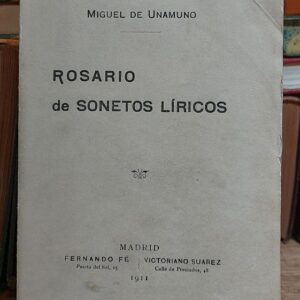 MIGUEL DE UNAMUNO
ROSARIO
de SONETOS LÍRICOS
MADRID
FERNANDO FÉ VICTORIANO SUAREZ
Puerta del Sol, 15 Calle de Preciados, 48
1911